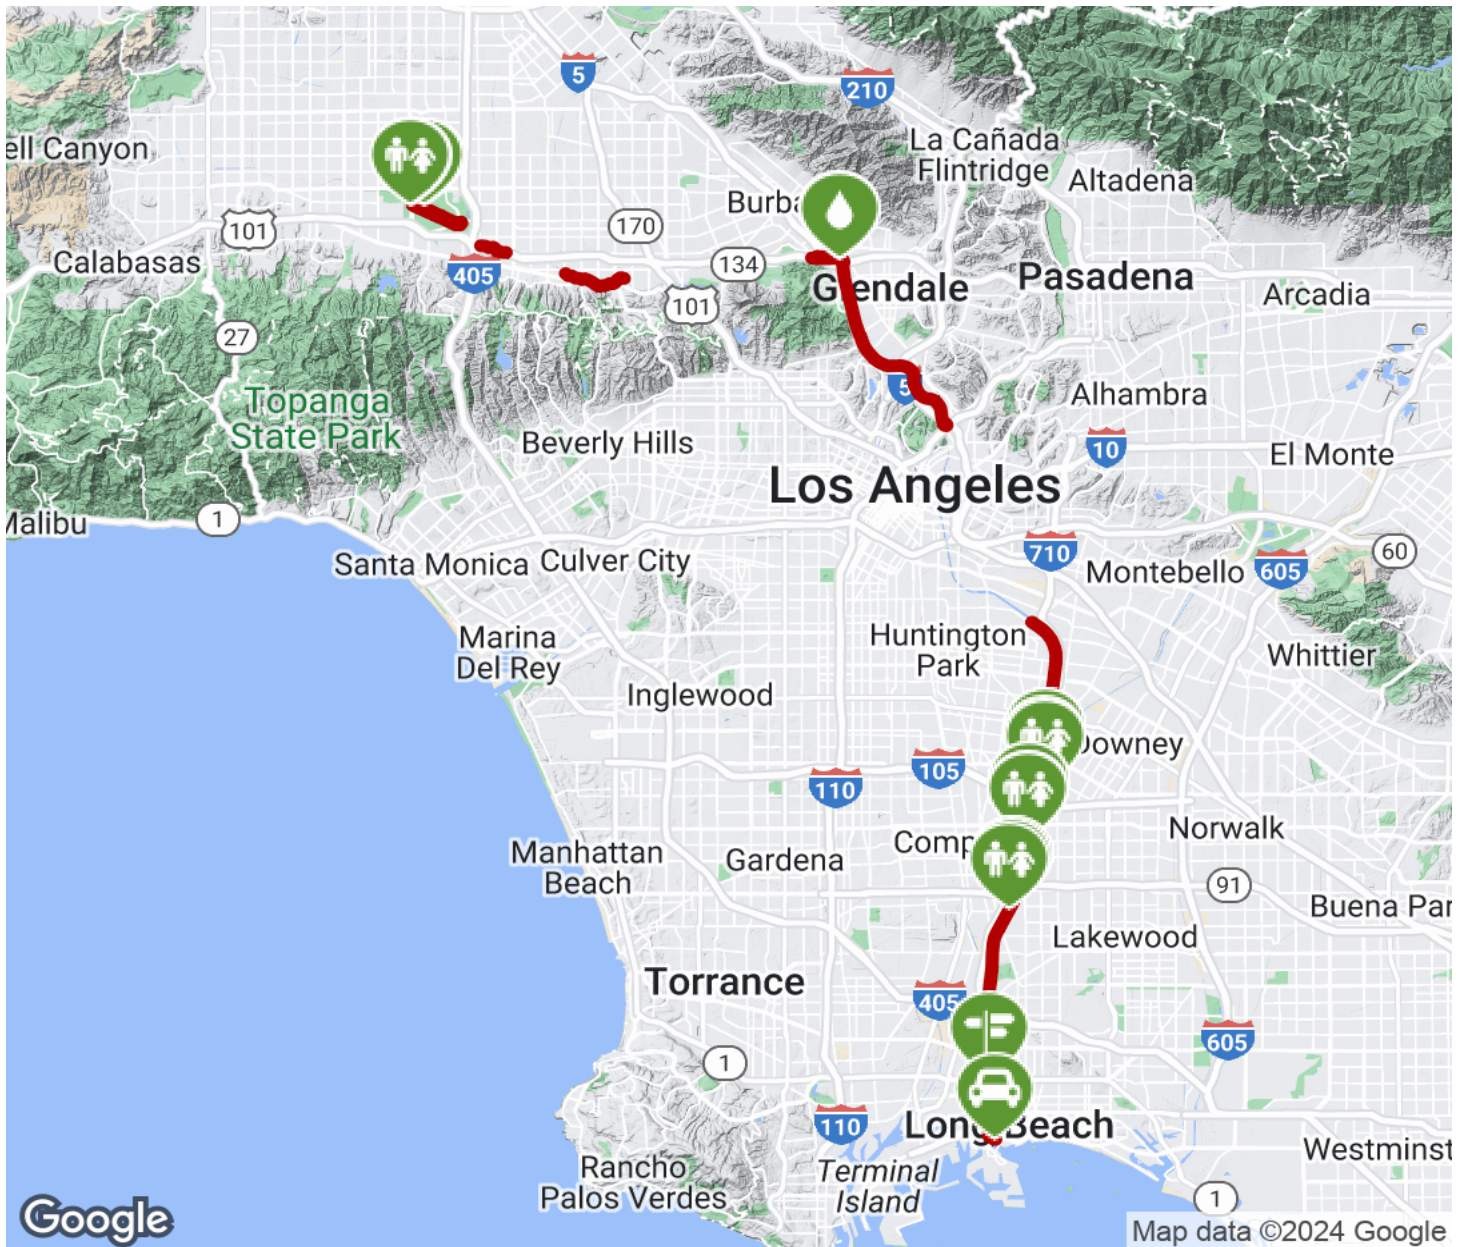 5
210
ell Canyon
La Cañada
Flintridge
Altadena
Burba
170
101
134
Calabasas
405
Glendale
Pasadena
101
Arcadia
27
5
Alhambra
Topanga
State Park
Beverly Hills
10
El Monte
Los Angeles
Malibu
1
710
60
Santa Monica
Culver City
Montebello
605
Marina
Del Rey
Huntington
Park
Whittier
Inglewood
Downey
105
110
Norwalk
Comp
Manhattan
Beach
Gardena
91
Buena Par
Lakewood
Torrance
405
605
1
110
Long Beach
Westminst
Rancho
Palos Verdes
Terminal
Island
1
Google
Map data ©2024 Google